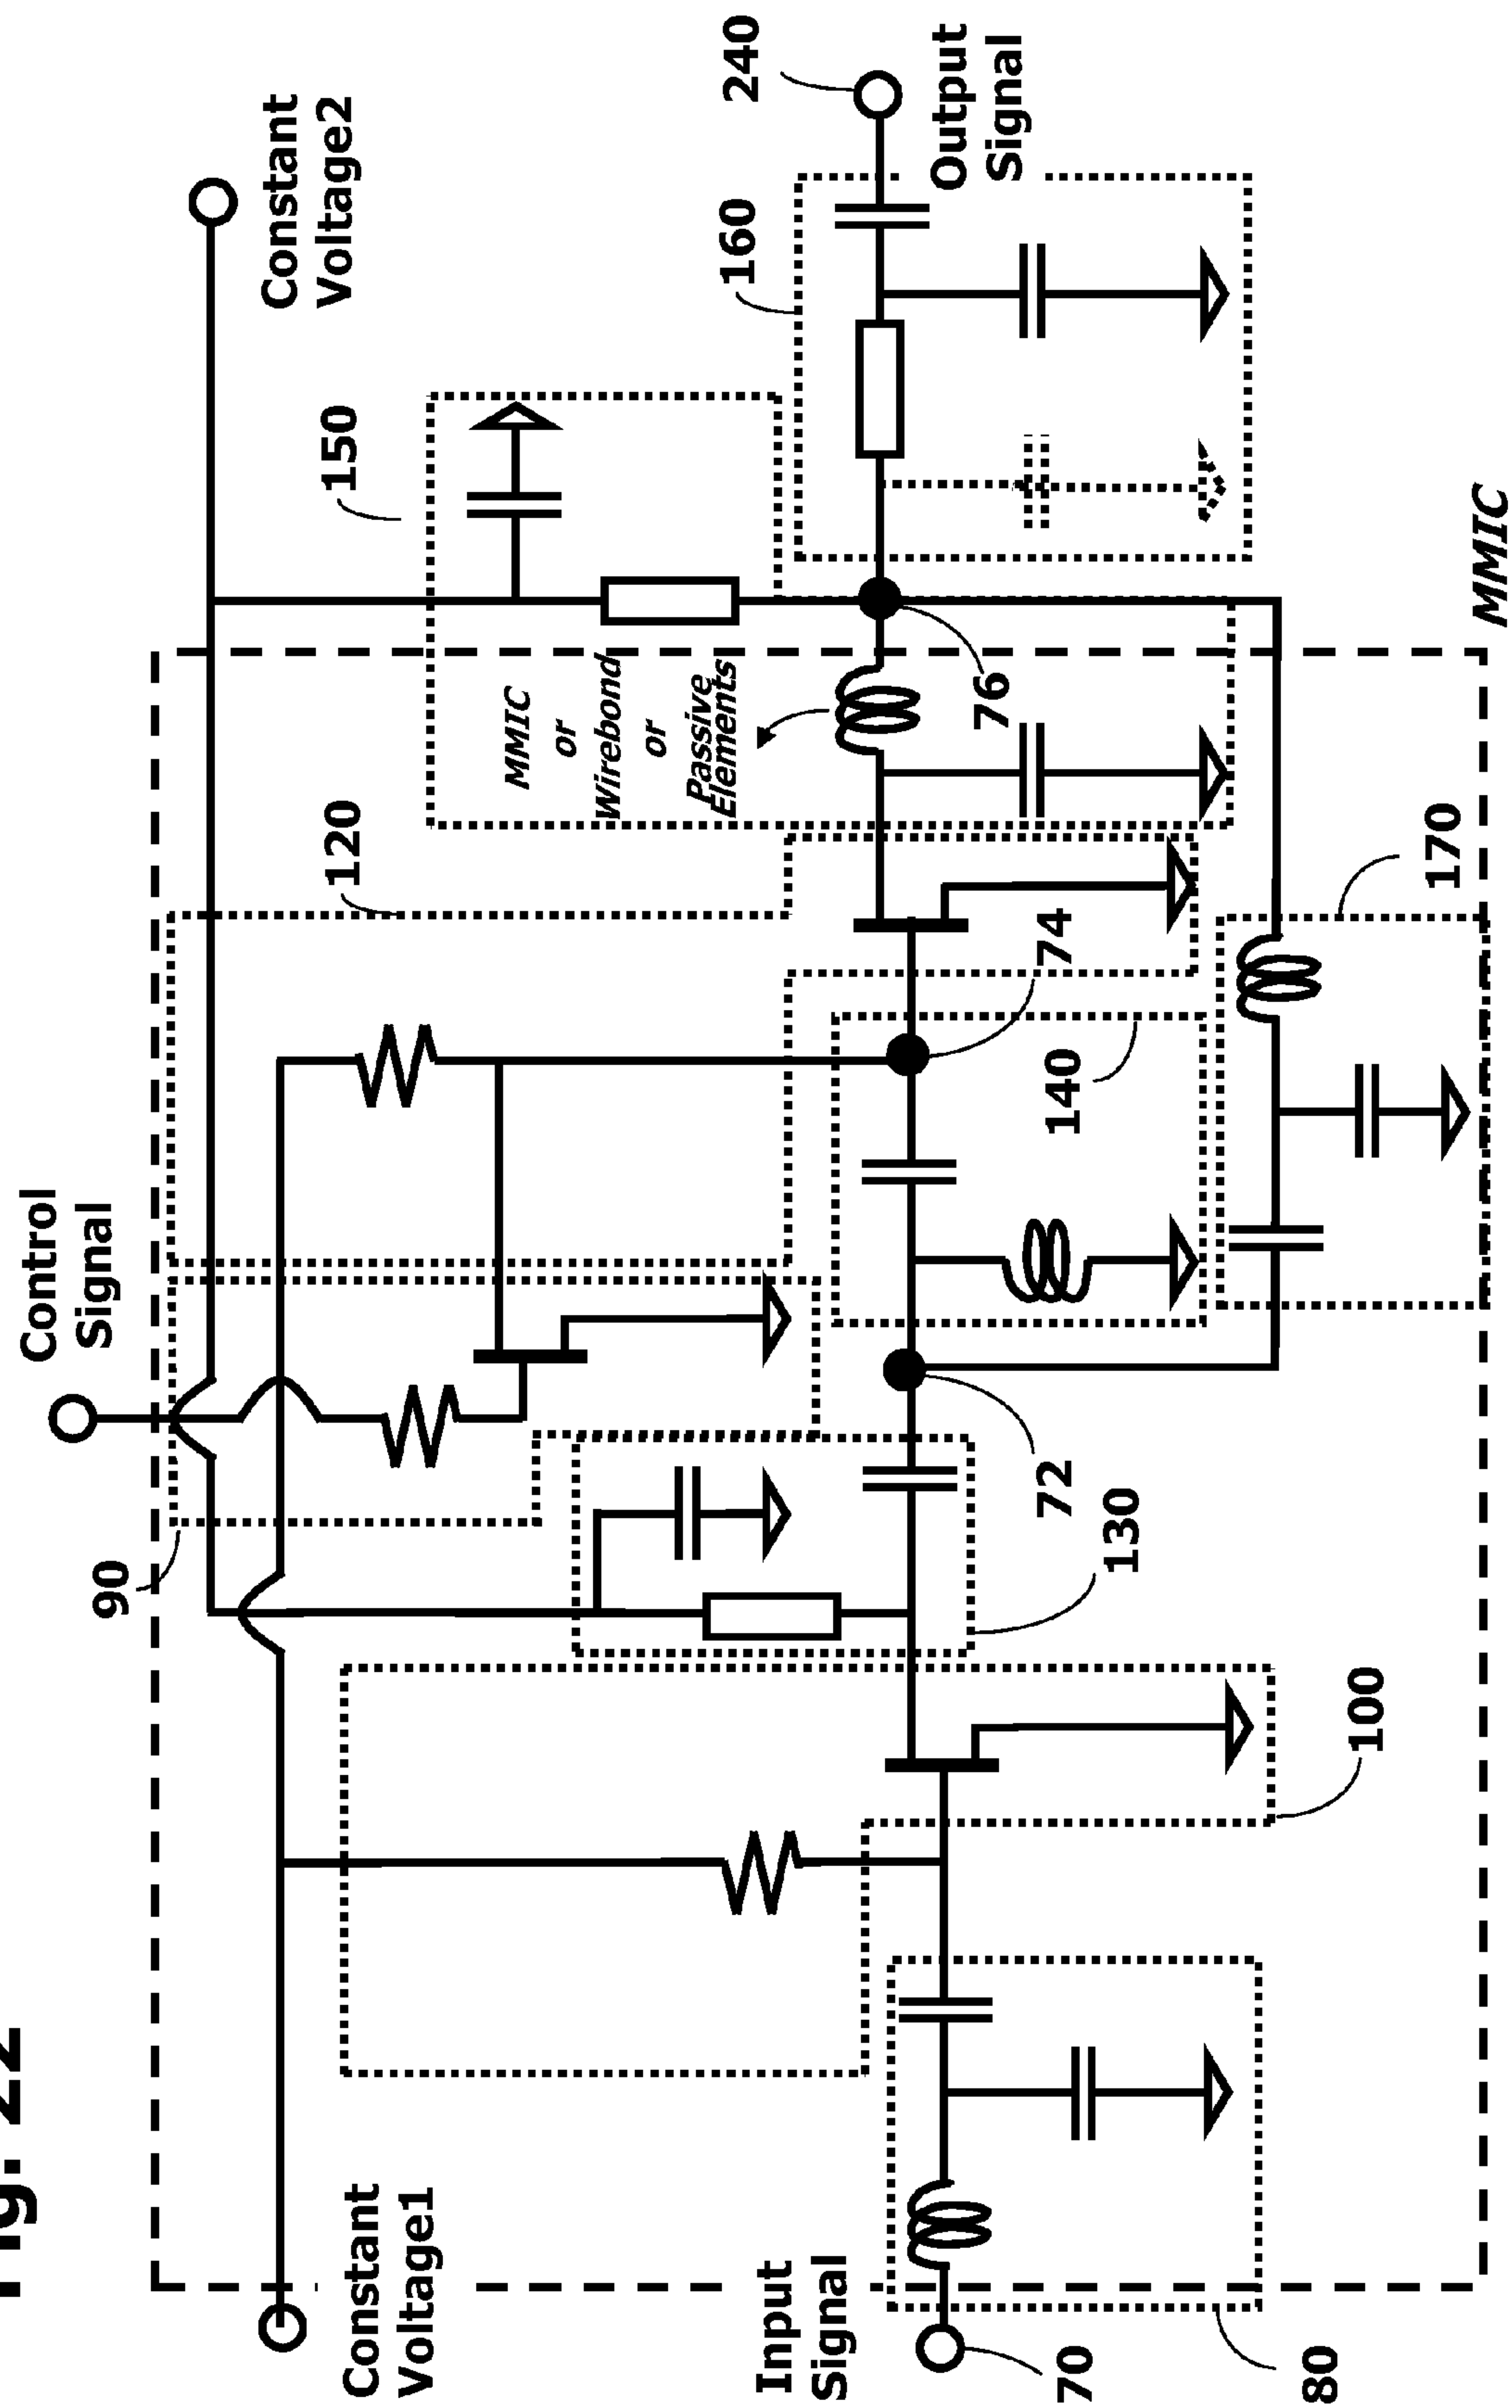 Fig. 22
Control
Signal
Constant
Voltage2
90
120
150
Constant
Voltage1
MMIC
or
Wirebond
or
Passive
Elements
160
240
Output
Signal
Input
Signal
70
80
100
130
72
140
74
76
170
MMIC